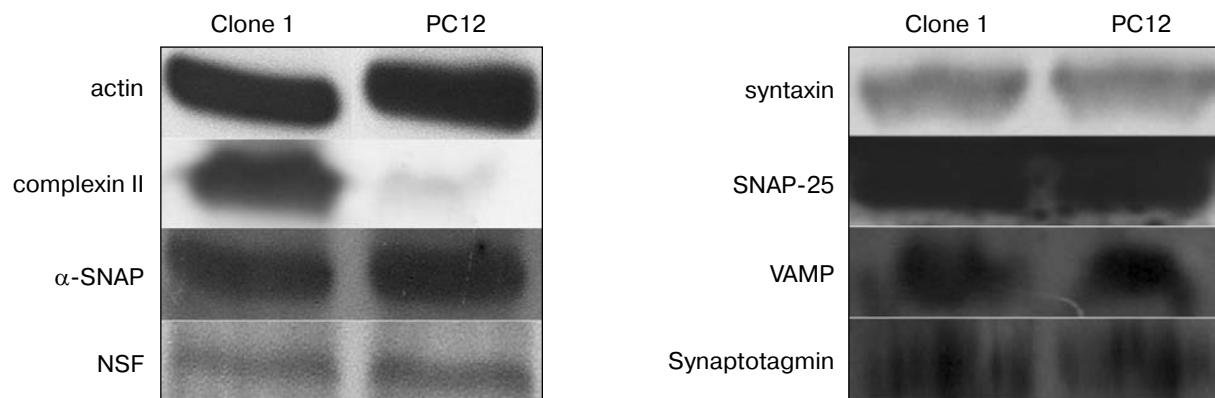 Clone 1 PC12
actin
complexin II
α-SNAP
NSF
Clone 1 PC12
syntaxin
SNAP-25
VAMP
Synaptotagmin